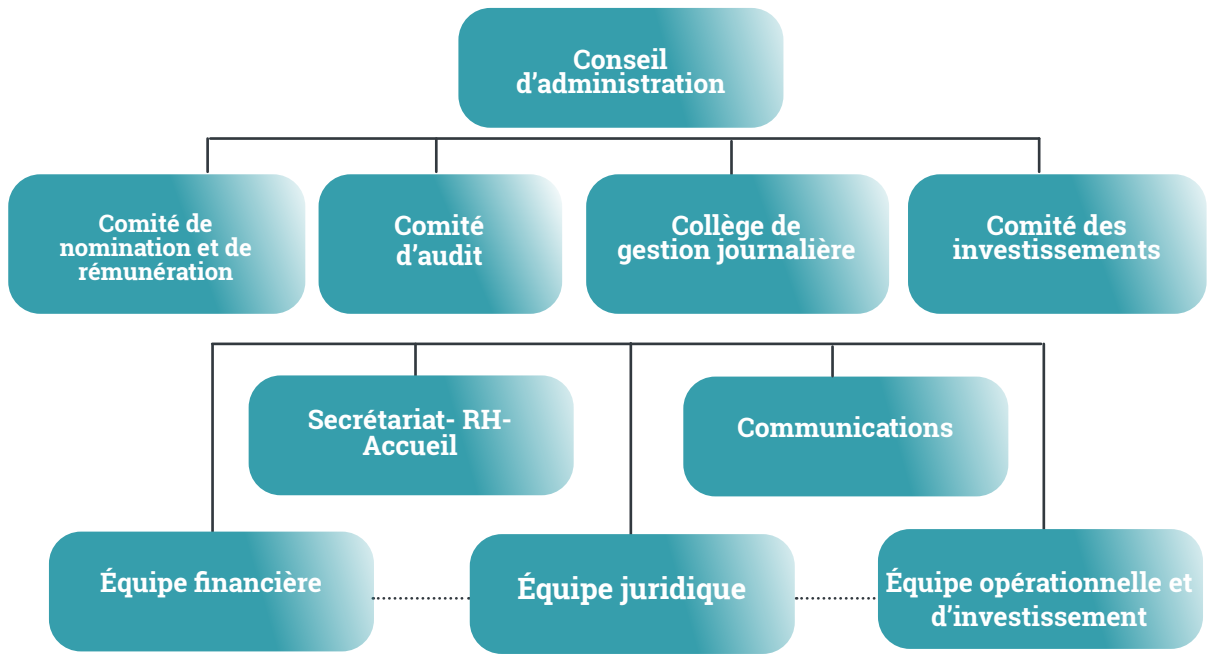 Conseil
d’administration
Comité de
nomination et de
rémunération
Comité
d’audit
Collège de
gestion journalière
Comité des
investissements
Secrétariat- RH-
Accueil
Communications
Équipe financière
Équipe juridique
Équipe opérationnelle et
d’investissement